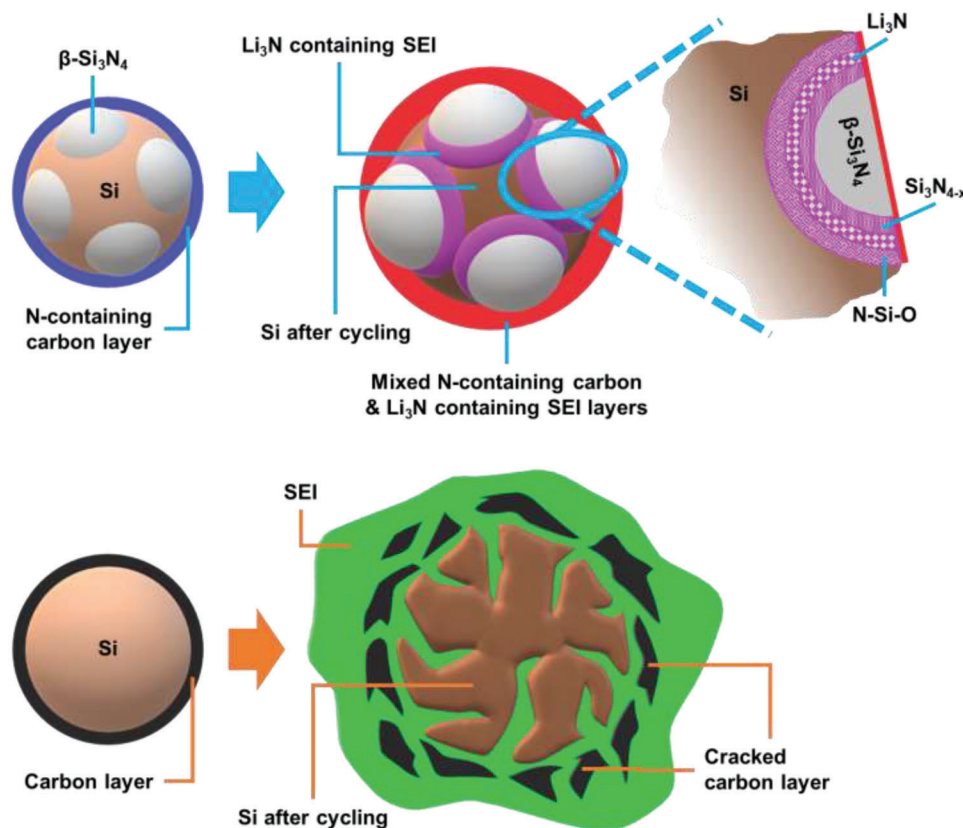 β-Si₃N₄
Si
N-containing
carbon layer
Li₃N containing SEI
Si after cycling
Mixed N-containing carbon
& Li₃N containing SEI layers
Si
Li₃N
β-Si₃N₄
Si₃N₄₋ₓ
N-Si-O
SEI
Si
Carbon layer
Si after cycling
Cracked
carbon layer